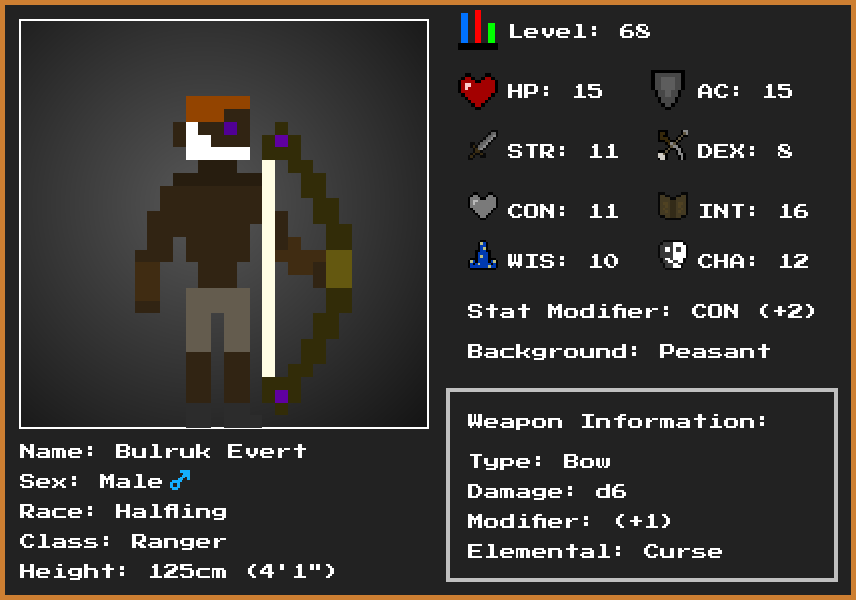 Level: 68
HP: 15 AC: 15
STR: 11 DEX: 8
CON: 11 INT: 16
WIS: 10 CHA: 12
Stat Modifier: CON (+2)
Background: Peasant
Weapon Information:
Type: Bow
Damage: d6
Modifier: (+1)
Elemental: Curse
Name: Bulruk Evert
Sex: Male ♂
Race: Halfling
Class: Ranger
Height: 125cm (4'1")